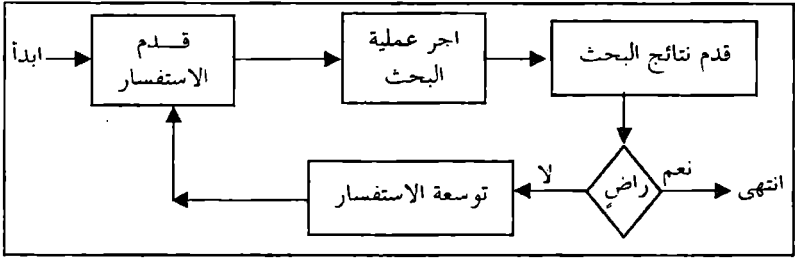 ابدأ
قدم
الاستفسار
اجر عملية
البحث
قدم نتائج البحث
راضٍ
نعم
انتهى
لا
توسعة الاستفسار